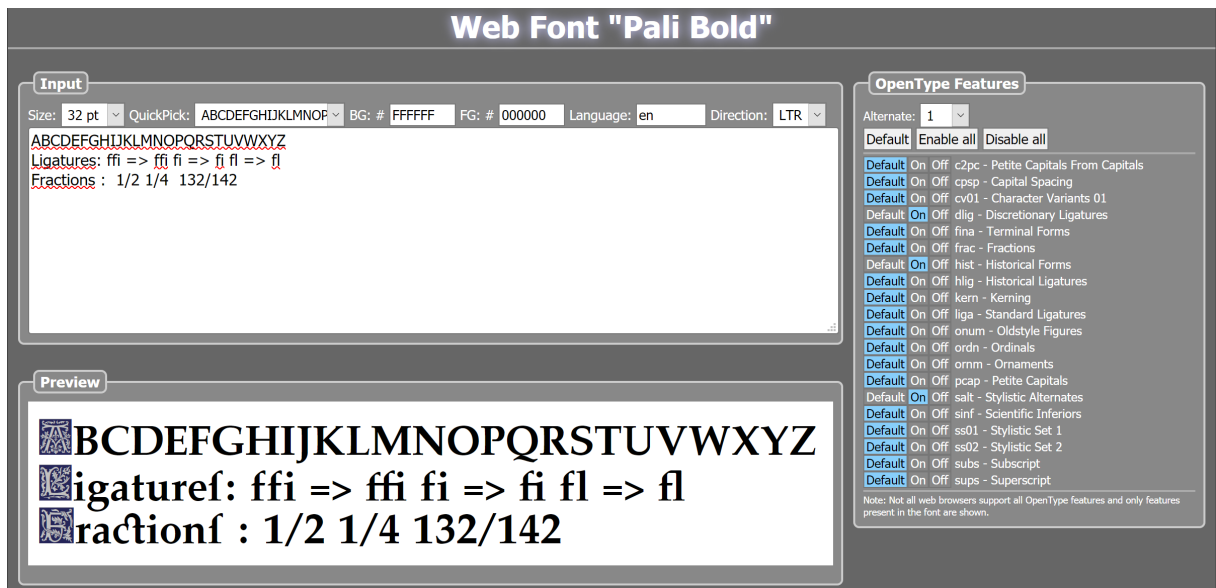 Web Font "Pali Bold"
Input
Size: 32 pt QuickPick: ABCDEFGHIJKLMNOP BG: # FFFFFF FG: # 000000 Language: en Direction: LTR
ABCDEFGHIJKLMNOPQRSTUVWXYZ
Ligatures: ffi => ffi fi => fi fl => fl
Fractions : 1/2 1/4 132/142
Preview
ABCDEFGHIJKLMNOPQRSTUVWXYZ
Ligatureſ: ffi => ffi fi => fi fl => fl
Fractionſ : 1/2 1/4 132/142
OpenType Features
Alternate: 1
Default Enable all Disable all
Default On Off c2pc - Petite Capitals From Capitals
Default On Off cpsp - Capital Spacing
Default On Off cv01 - Character Variants 01
Default On Off dlig - Discretionary Ligatures
Default On Off fina - Terminal Forms
Default On Off frac - Fractions
Default On Off hist - Historical Forms
Default On Off hlig - Historical Ligatures
Default On Off kern - Kerning
Default On Off liga - Standard Ligatures
Default On Off onum - Oldstyle Figures
Default On Off ordn - Ordinals
Default On Off ornm - Ornaments
Default On Off pcap - Petite Capitals
Default On Off salt - Stylistic Alternates
Default On Off sinf - Scientific Inferiors
Default On Off ss01 - Stylistic Set 1
Default On Off ss02 - Stylistic Set 2
Default On Off subs - Subscript
Default On Off sups - Superscript
Note: Not all web browsers support all OpenType features and only features
present in the font are shown.